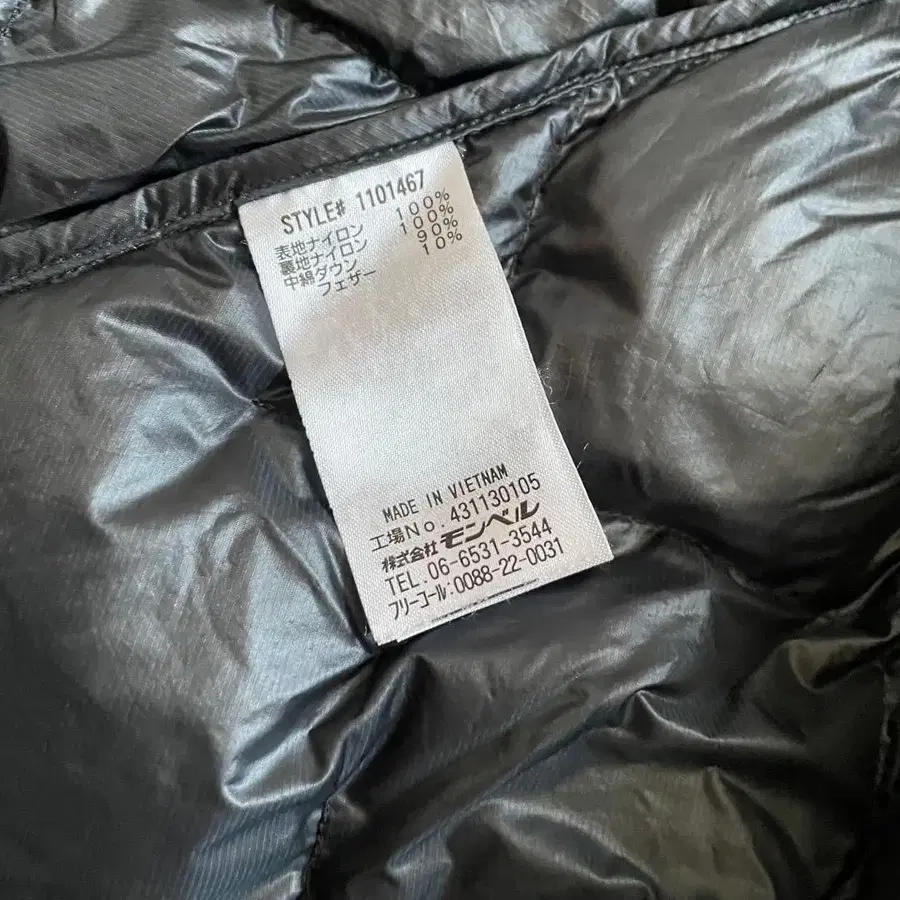 STYLE# 1101467
表地ナイロン 100%
裏地ナイロン 100%
中綿ダウン 90%
フェザー 10%
MADE IN VIETNAM
工場No. 431130105
株式会社 モンベル
TEL. 06-6531-3544
フリーコール:0088-22-0031